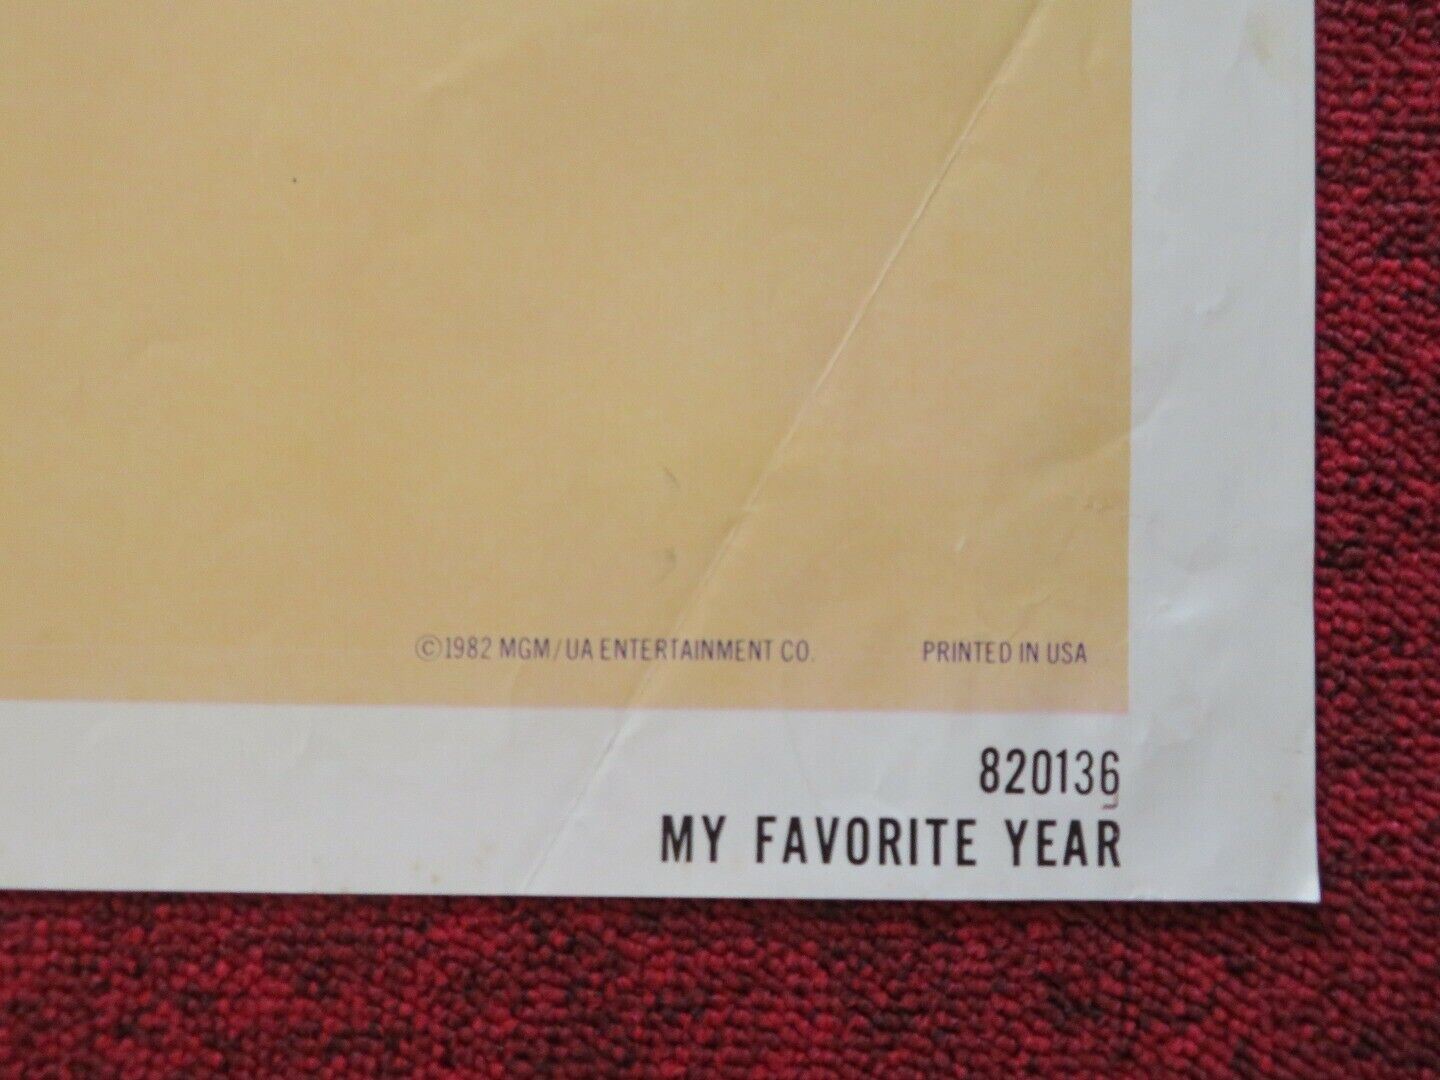 ©1982 MGM/UA ENTERTAINMENT CO. PRINTED IN USA
820136
MY FAVORITE YEAR